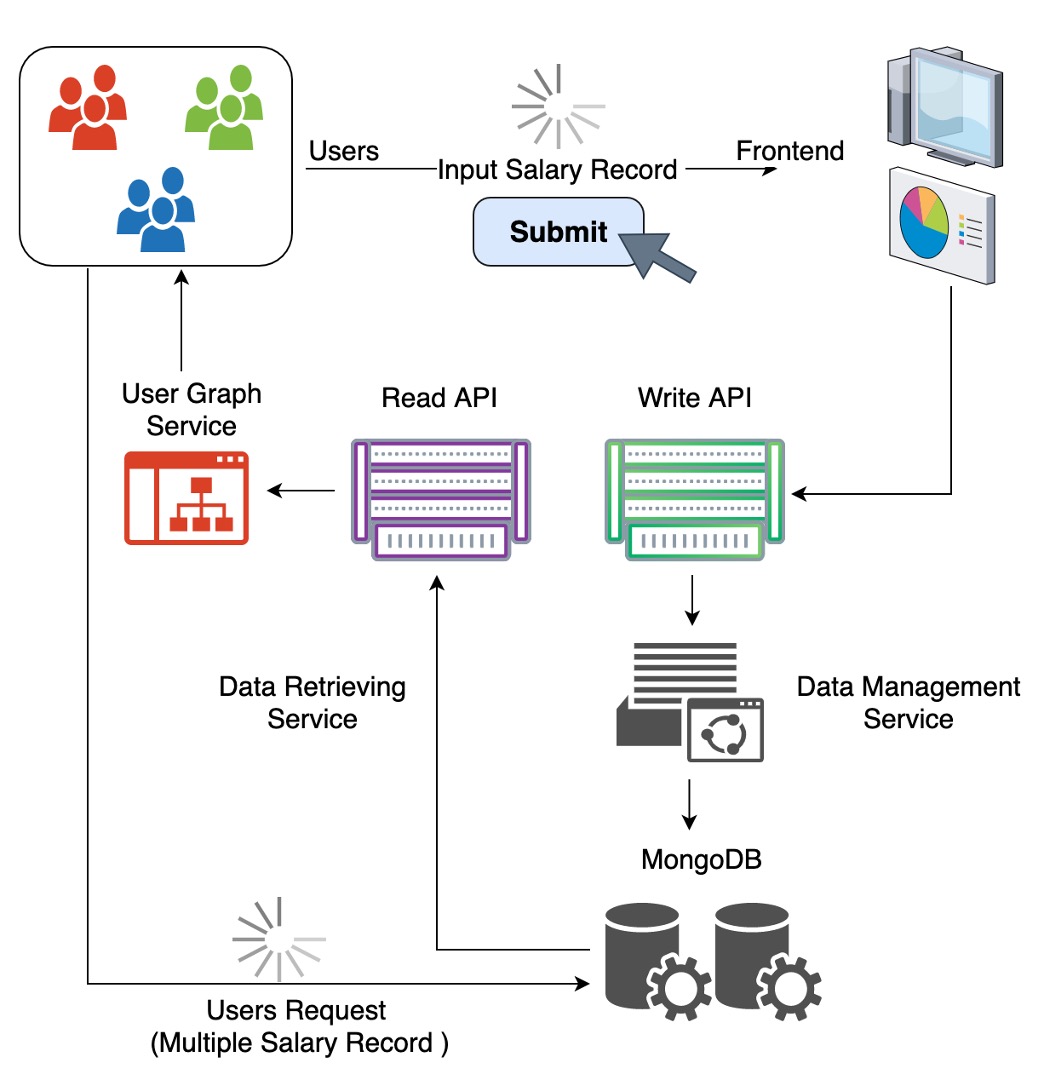 Users
Input Salary Record
Frontend
Submit
User Graph
Service
Read API
Write API
Data Retrieving
Service
Data Management
Service
MongoDB
Users Request
(Multiple Salary Record )